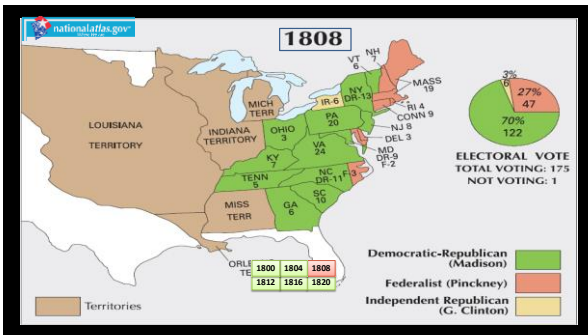 nationalatlas.gov™
1808
VT
6
NH
7
MASS
19
RI 4
CONN 9
NJ 8
DEL 3
MD
DR-9
F-2
NY
DR-13
IR-6
PA
20
MICH
TERR
OHIO
3
INDIANA
TERRITORY
LOUISIANA
TERRITORY
VA
24
KY
7
NC
DR-11
F-3
TENN
5
SC
10
GA
6
MISS
TERR
ORLE
TE
1800 1804 1808
1812 1816 1820
Territories
3%
6
27%
47
70%
122
ELECTORAL VOTE
TOTAL VOTING: 175
NOT VOTING: 1
Democratic-Republican
(Madison)
Federalist (Pinckney)
Independent Republican
(G. Clinton)